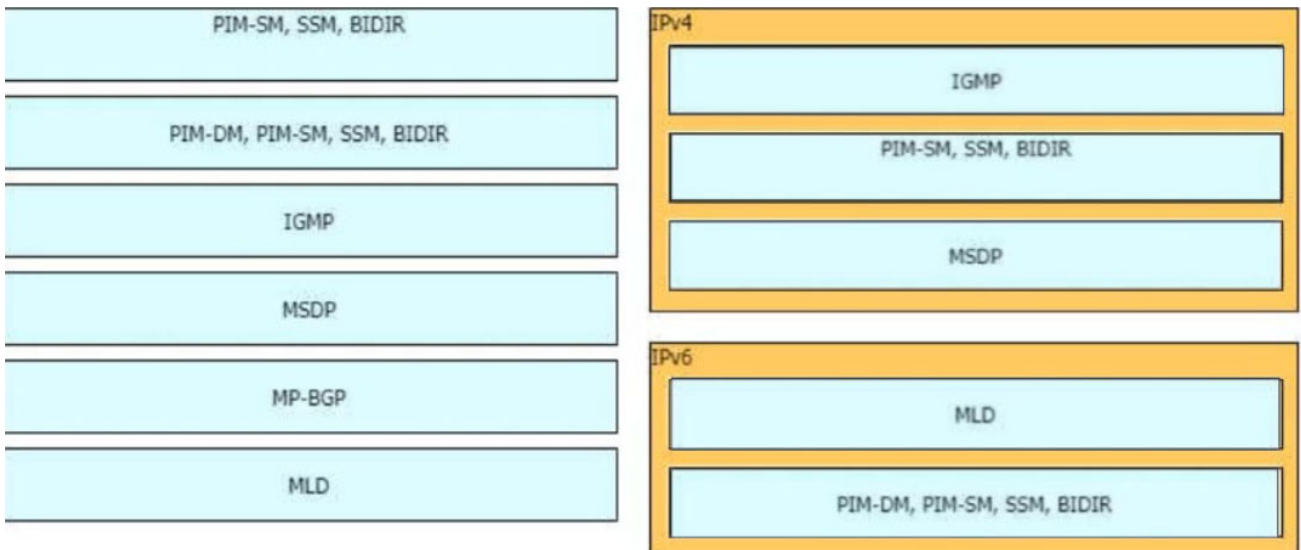 PIM-SM, SSM, BIDIR
PIM-DM, PIM-SM, SSM, BIDIR
IGMP
MSDP
MP-BGP
MLD
IPv4
IGMP
PIM-SM, SSM, BIDIR
MSDP
IPv6
MLD
PIM-DM, PIM-SM, SSM, BIDIR